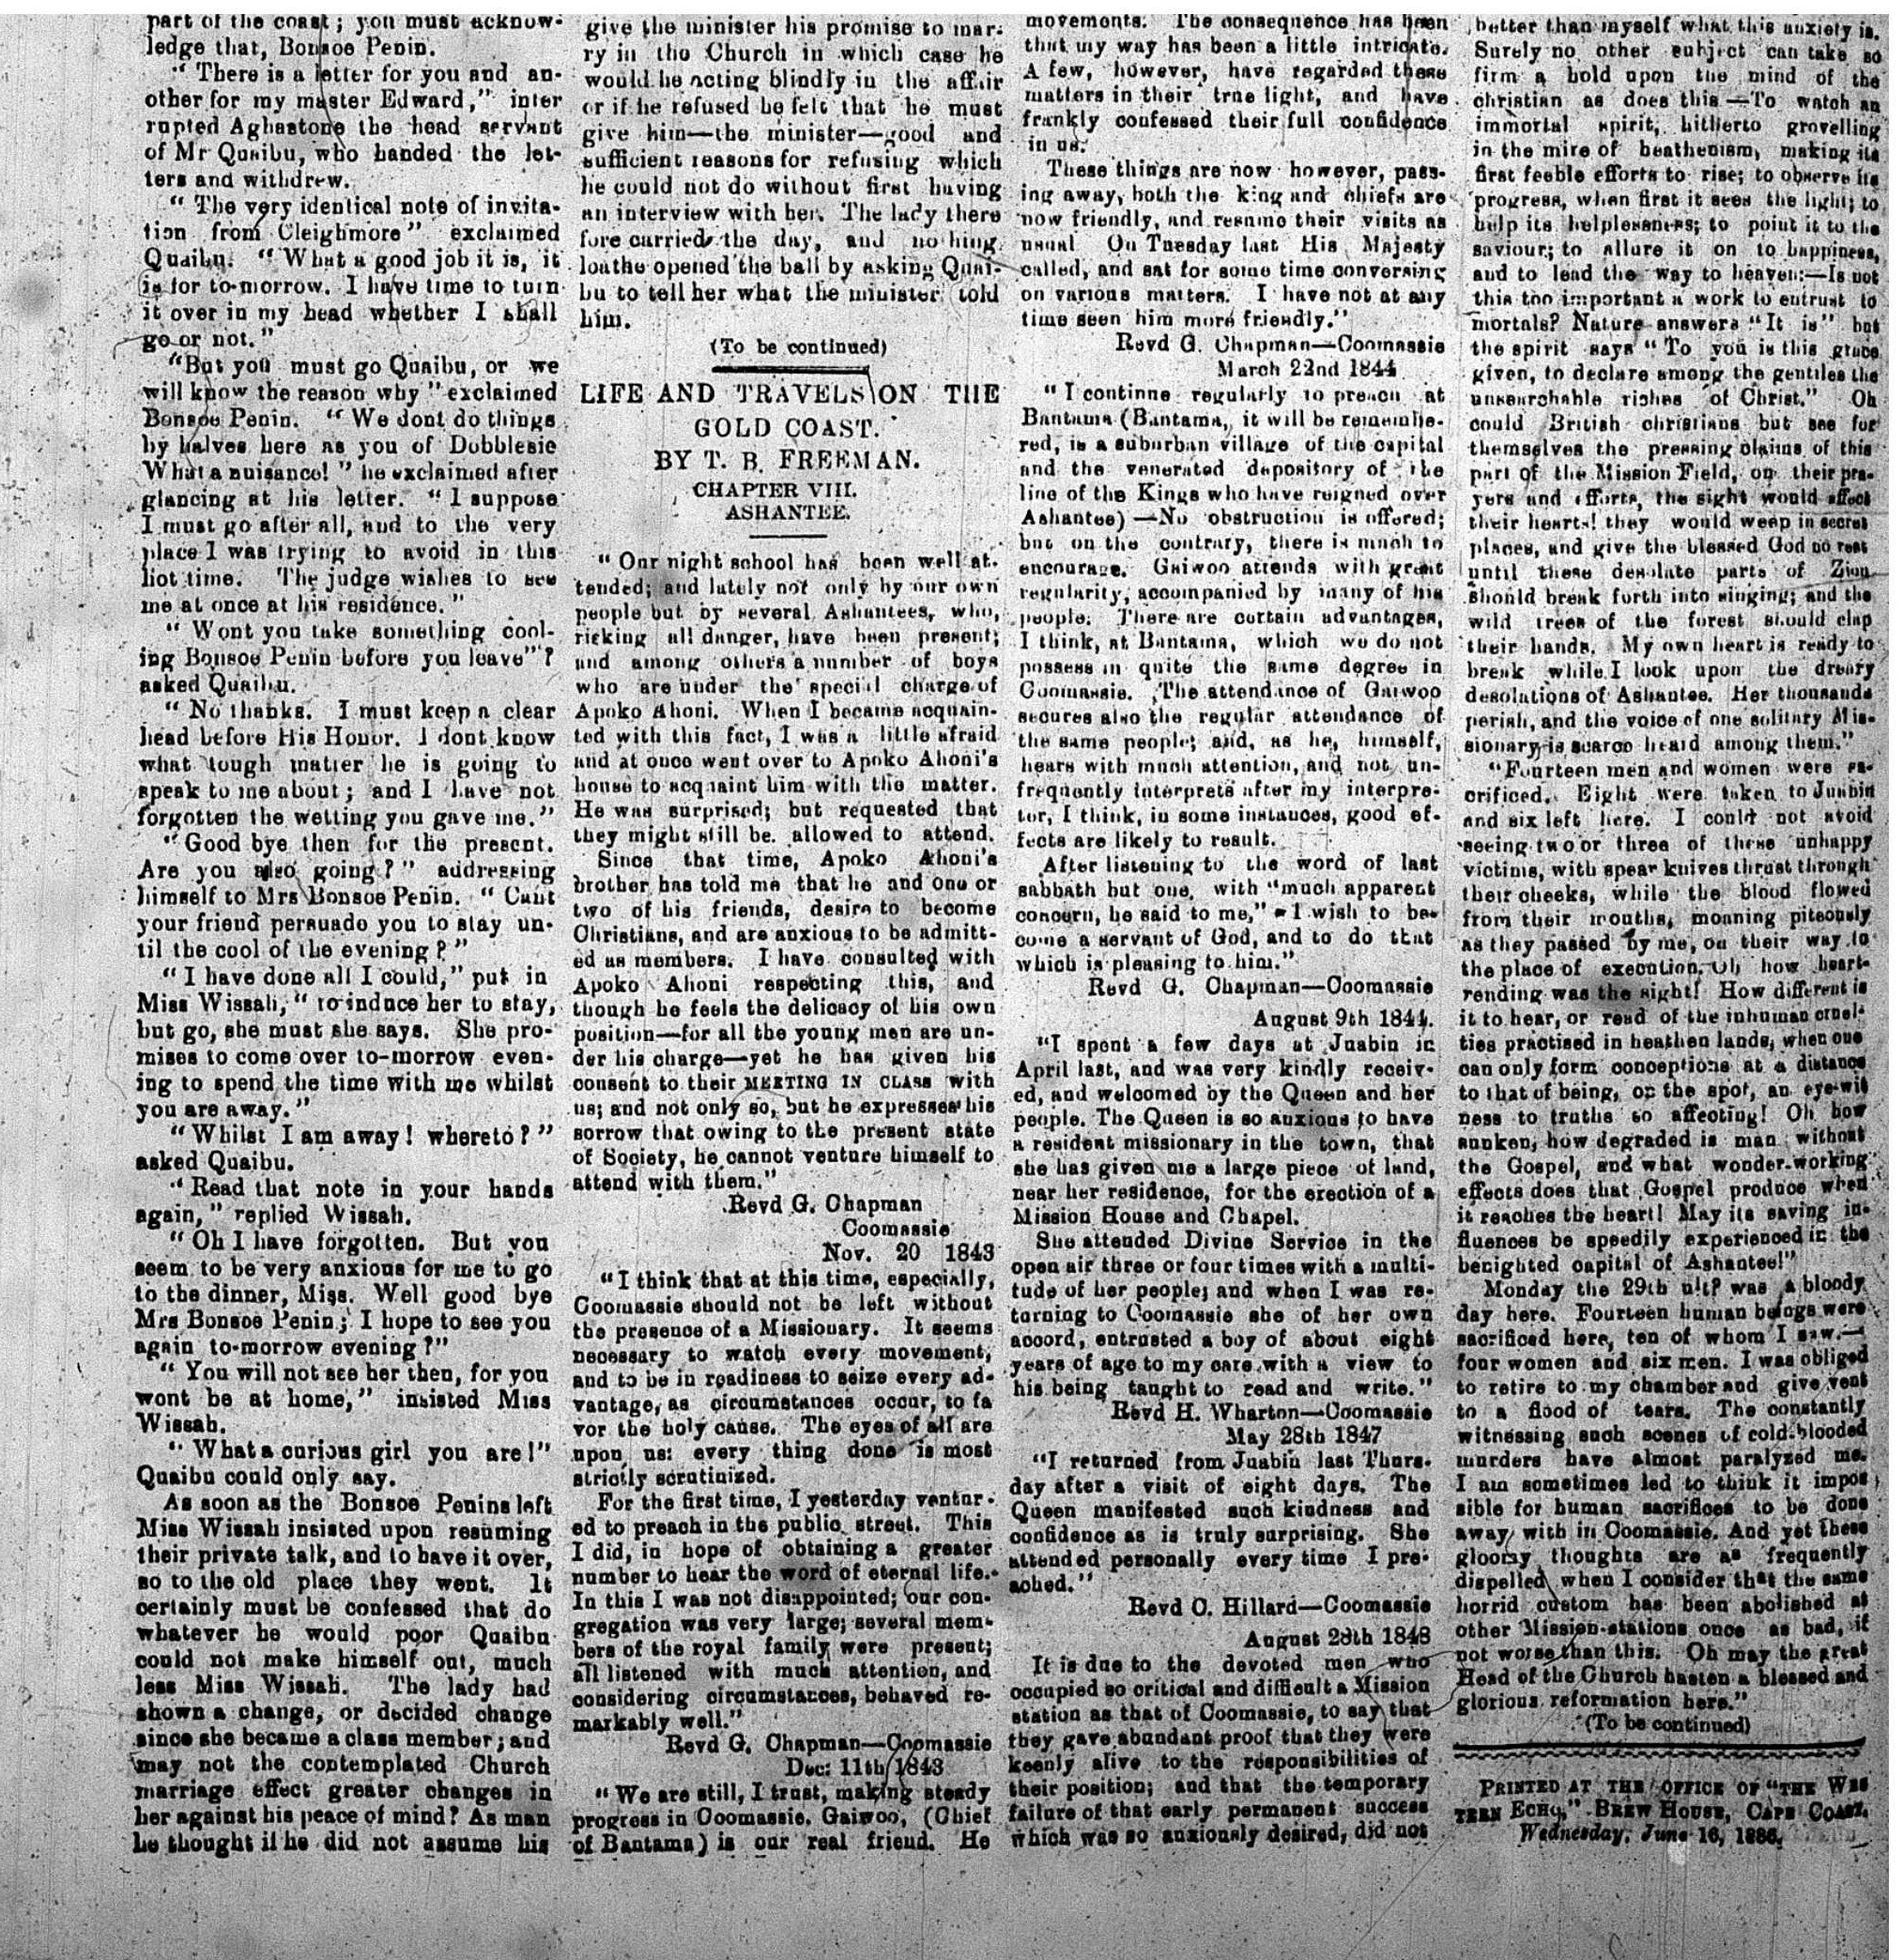 part of the coast; you must acknow-
ledge that, Bonsoe Penin.
"There is a letter for you and an-
other for my master Edward," inter
rupted Aghastone the head servant
of Mr Quaibu, who handed the let-
ters and withdrew.
"The very identical note of invita-
tion from Cleighmore" exclaimed
Quaibu. "What a good job it is, it
is for to-morrow. I have time to turn
it over in my head whether I shall
go or not."
"But you must go Quaibu, or we
will know the reason why" exclaimed
Bonsoe Penin. "We dont do things
by halves here as you of Dobblesie
What a nuisance!" he exclaimed after
glancing at his letter. "I suppose
I must go after all, and to the very
place I was trying to avoid in this
hot time. The judge wishes to see
me at once at his residence."
"Wont you take something cool-
ing Bonsoe Penin before you leave"?
asked Quaibu.
"No thanks. I must keep a clear
head before His Honor. I dont know
what tough matter he is going to
speak to me about; and I have not
forgotten the wetting you gave me."
"Good bye then for the present.
Are you also going?" addressing
himself to Mrs Bonsoe Penin. "Cant
your friend persuade you to stay un-
til the cool of the evening?"
"I have done all I could," put in
Miss Wissah, "to induce her to stay,
but go, she must she says. She pro-
mises to come over to-morrow even-
ing to spend the time with me whilst
you are away."
"Whilst I am away! whereto?"
asked Quaibu.
"Read that note in your hands
again," replied Wissah.
"Oh I have forgotten. But you
seem to be very anxious for me to go
to the dinner, Miss. Well good bye
Mrs Bonsoe Penin; I hope to see you
again to-morrow evening?"
"You will not see her then, for you
wont be at home," insisted Miss
Wissah.
"What a curious girl you are!"
Quaibu could only say.
As soon as the Bonsoe Penins left
Miss Wissah insisted upon resuming
their private talk, and to have it over,
so to the old place they went. It
certainly must be confessed that do
whatever he would poor Quaibu
could not make himself out, much
less Miss Wissah. The lady had
shown a change, or decided change
since she became a class member; and
may not the contemplated Church
marriage effect greater changes in
her against his peace of mind? As man
he thought if he did not assume his
give the minister his promise to mar-
ry in the Church in which case he
would be acting blindly in the affair
or if he refused he felt that he must
give him—the minister—good and
sufficient reasons for refusing which
he could not do without first having
an interview with her. The lady there
fore carried the day, and nothing
loathe opened the ball by asking Quai-
bu to tell her what the minister told
him.
(To be continued)
LIFE AND TRAVELS ON THE
GOLD COAST.
BY T. B. FREEMAN.
CHAPTER VIII.
ASHANTEE.
"Our night school has been well at-
tended; and lately not only by our own
people but by several Ashantees, who,
risking all danger, have been present;
and among others a number of boys
who are under the special charge of
Apoko Ahoni. When I became acquain-
ted with this fact, I was a little afraid
and at once went over to Apoko Ahoni's
house to acquaint him with the matter.
He was surprised; but requested that
they might still be allowed to attend.
Since that time, Apoko Ahoni's
brother has told me that he and one or
two of his friends, desire to become
Christians, and are anxious to be admitt-
ed as members. I have consulted with
Apoko Ahoni respecting this, and
though he feels the delicacy of his own
position—for all the young men are un-
der his charge—yet he has given his
consent to their MEETING IN CLASS with
us; and not only so, but he expresses his
sorrow that owing to the present state
of Society, he cannot venture himself to
attend with them."
Revd G. Chapman
Coomassie
Nov. 20 1843
"I think that at this time, especially,
Coomassie should not be left without
the presence of a Missionary. It seems
necessary to watch every movement,
and to be in readiness to seize every ad-
vantage, as circumstances occur, to fa
vor the holy cause. The eyes of all are
upon us: every thing done is most
strictly scrutinized.
For the first time, I yesterday ventur-
ed to preach in the public street. This
I did, in hope of obtaining a greater
number to hear the word of eternal life.
In this I was not disappointed; our con-
gregation was very large; several mem-
bers of the royal family were present;
all listened with much attention, and
considering circumstances, behaved re-
markably well."
Revd G. Chapman—Coomassie
Dec: 11th 1843
"We are still, I trust, making steady
progress in Coomassie. Gaiwoo, (Chief
of Bantama) is our real friend. He
movements. The consequence has been
that my way has been a little intricate.
A few, however, have regarded these
matters in their true light, and have
frankly confessed their full confidence
in us.
These things are now however, pass-
ing away, both the king and chiefs are
now friendly, and resume their visits as
usual. On Tuesday last His Majesty
called, and sat for some time conversing
on various matters. I have not at any
time seen him more friendly."
Revd G. Chapman—Coomassie
March 22nd 1844
"I continue regularly to preach at
Bantama (Bantama, it will be remembe-
red, is a suburban village of the capital
and the venerated depository of the
line of the Kings who have reigned over
Ashantee)—No obstruction is offered;
but on the contrary, there is much to
encourage. Gaiwoo attends with great
regularity, accompanied by many of his
people. There are certain advantages,
I think, at Bantama, which we do not
possess in quite the same degree in
Coomassie. The attendance of Gaiwoo
secures also the regular attendance of
the same people; and, as he, himself,
hears with much attention, and not un-
frequently interprets after my interpre-
ter, I think, in some instances, good ef-
fects are likely to result.
After listening to the word of last
sabbath but one, with "much apparent
concern, he said to me," "I wish to be-
come a servant of God, and to do that
which is pleasing to him."
Revd G. Chapman—Coomassie
August 9th 1844.
"I spent a few days at Juabin in
April last, and was very kindly receiv-
ed, and welcomed by the Queen and her
people. The Queen is so anxious to have
a resident missionary in the town, that
she has given me a large piece of land,
near her residence, for the erection of a
Mission House and Chapel.
She attended Divine Service in the
open air three or four times with a multi-
tude of her people; and when I was re-
turning to Coomassie she of her own
accord, entrusted a boy of about eight
years of age to my care with a view to
his being taught to read and write."
Revd H. Wharton—Coomassie
May 28th 1847
"I returned from Juabin last Thurs-
day after a visit of eight days. The
Queen manifested such kindness and
confidence as is truly surprising. She
attended personally every time I pre-
ached."
Revd C. Hillard—Coomassie
August 28th 1848
It is due to the devoted men who
occupied so critical and difficult a Mission
station as that of Coomassie, to say that
they gave abundant proof that they were
keenly alive to the responsibilities of
their position; and that the temporary
failure of that early permanent success
which was so anxiously desired, did not
better than myself what this anxiety is.
Surely no other subject can take so
firm a hold upon the mind of the
christian as does this—To watch an
immortal spirit, hitherto grovelling
in the mire of heathenism, making its
first feeble efforts to rise; to observe its
progress, when first it sees the light; to
help its helplessness; to point it to the
saviour; to allure it on to happiness,
and to lead the way to heaven:—Is not
this too important a work to entrust to
mortals? Nature answers "It is" but
the spirit says "To you is this grace
given, to declare among the gentiles the
unsearchable riches of Christ." Oh
could British christians but see for
themselves the pressing claims of this
part of the Mission Field, on their pra-
yers and efforts, the sight would affect
their hearts! they would weep in secret
places, and give the blessed God no rest
until these desolate parts of Zion
should break forth into singing; and the
wild trees of the forest should clap
their hands. My own heart is ready to
break while I look upon the dreary
desolations of Ashantee. Her thousands
perish, and the voice of one solitary Mis-
sionary is scarce heard among them."
"Fourteen men and women were sa-
crificed. Eight were taken to Juabin
and six left here. I could not avoid
seeing two or three of these unhappy
victims, with spear knives thrust through
their cheeks, while the blood flowed
from their mouths, moaning piteously
as they passed by me, on their way to
the place of execution. Oh how heart-
rending was the sight! How different is
it to hear, or read of the inhuman cruel-
ties practised in heathen lands, when one
can only form conceptions at a distance
to that of being, on the spot, an eye-wit
ness to truths so affecting! Oh how
sunken, how degraded is man without
the Gospel, and what wonder-working
effects does that Gospel produce when
it reaches the heart! May its saving in-
fluences be speedily experienced in the
benighted capital of Ashantee!"
Monday the 29th ult? was a bloody
day here. Fourteen human beings were
sacrificed here, ten of whom I saw.—
four women and six men. I was obliged
to retire to my chamber and give vent
to a flood of tears. The constantly
witnessing such scenes of cold-blooded
murders have almost paralyzed me.
I am sometimes led to think it impos
sible for human sacrifices to be done
away with in Coomassie. And yet these
gloomy thoughts are as frequently
dispelled when I consider that the same
horrid custom has been abolished at
other Mission-stations once as bad, if
not worse than this. Oh may the great
Head of the Church hasten a blessed and
glorious reformation here."
(To be continued)
PRINTED AT THE OFFICE OF "THE WES
TERN ECHO," BREW HOUSE, CAPE COAST.
Wednesday, June 16, 1886.